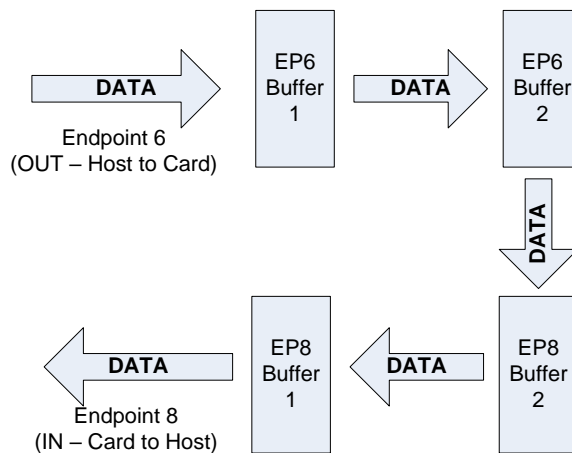 DATA
Endpoint 6
(OUT – Host to Card)
EP6
Buffer
1
DATA
EP6
Buffer
2
DATA
EP8
Buffer
2
DATA
EP8
Buffer
1
DATA
Endpoint 8
(IN – Card to Host)